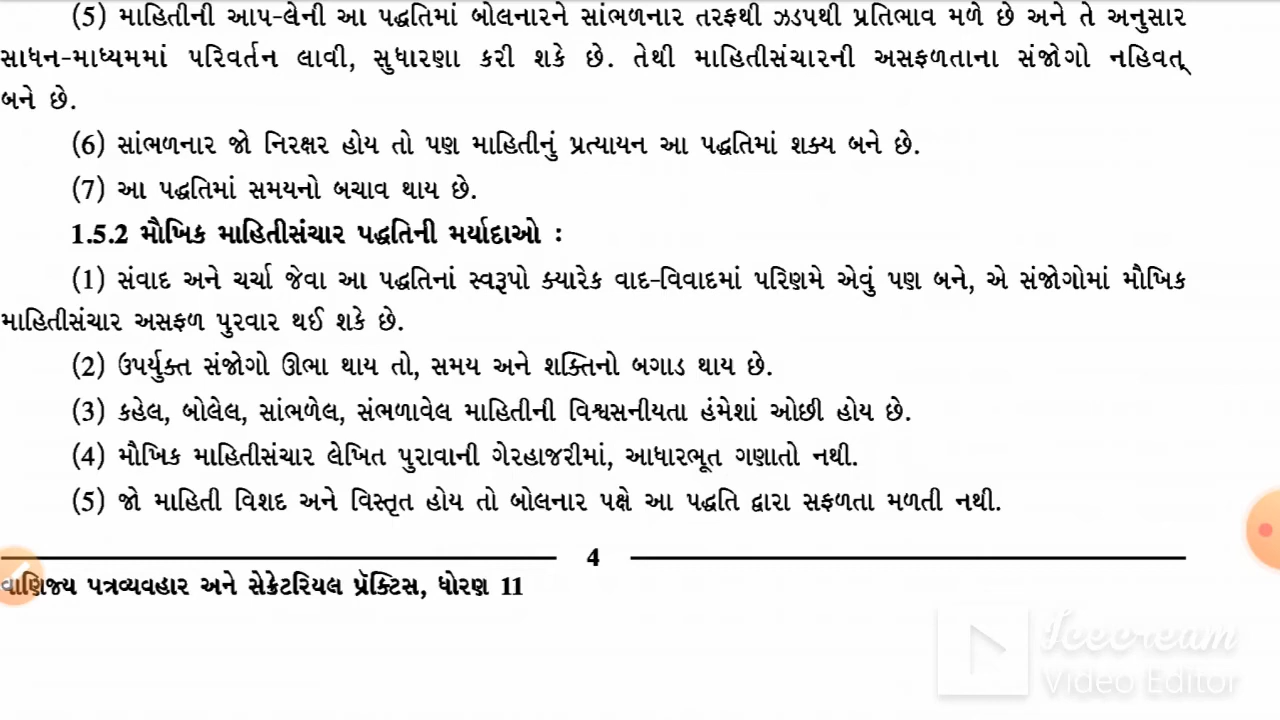 (5) માહિતીની આપ-લેની આ પદ્ધતિમાં બોલનારને સાંભળનાર તરફથી ઝડપથી પ્રતિભાવ મળે છે અને તે અનુસાર
સાધન-માધ્યમમાં પરિવર્તન લાવી, સુધારણા કરી શકે છે. તેથી માહિતીસંચારની અસફળતાના સંજોગો નહિવત્
બને છે.
(6) સાંભળનાર જો નિરક્ષર હોય તો પણ માહિતીનું પ્રત્યાયન આ પદ્ધતિમાં શક્ય બને છે.
(7) આ પદ્ધતિમાં સમયનો બચાવ થાય છે.
1.5.2 મૌખિક માહિતીસંચાર પદ્ધતિની મર્યાદાઓ :
(1) સંવાદ અને ચર્ચા જેવા આ પદ્ધતિનાં સ્વરૂપો ક્યારેક વાદ-વિવાદમાં પરિણમે એવું પણ બને, એ સંજોગોમાં મૌખિક
માહિતીસંચાર અસફળ પુરવાર થઈ શકે છે.
(2) ઉપર્યુક્ત સંજોગો ઊભા થાય તો, સમય અને શક્તિનો બગાડ થાય છે.
(3) કહેલ, બોલેલ, સાંભળેલ, સંભળાવેલ માહિતીની વિશ્વસનીયતા હંમેશાં ઓછી હોય છે.
(4) મૌખિક માહિતીસંચાર લેખિત પુરાવાની ગેરહાજરીમાં, આધારભૂત ગણાતો નથી.
(5) જો માહિતી વિશદ અને વિસ્તૃત હોય તો બોલનાર પક્ષે આ પદ્ધતિ દ્વારા સફળતા મળતી નથી.
4
વાણિજ્ય પત્રવ્યવહાર અને સેક્રેટરિયલ પ્રૅક્ટિસ, ધોરણ 11
Icecream
Video Editor